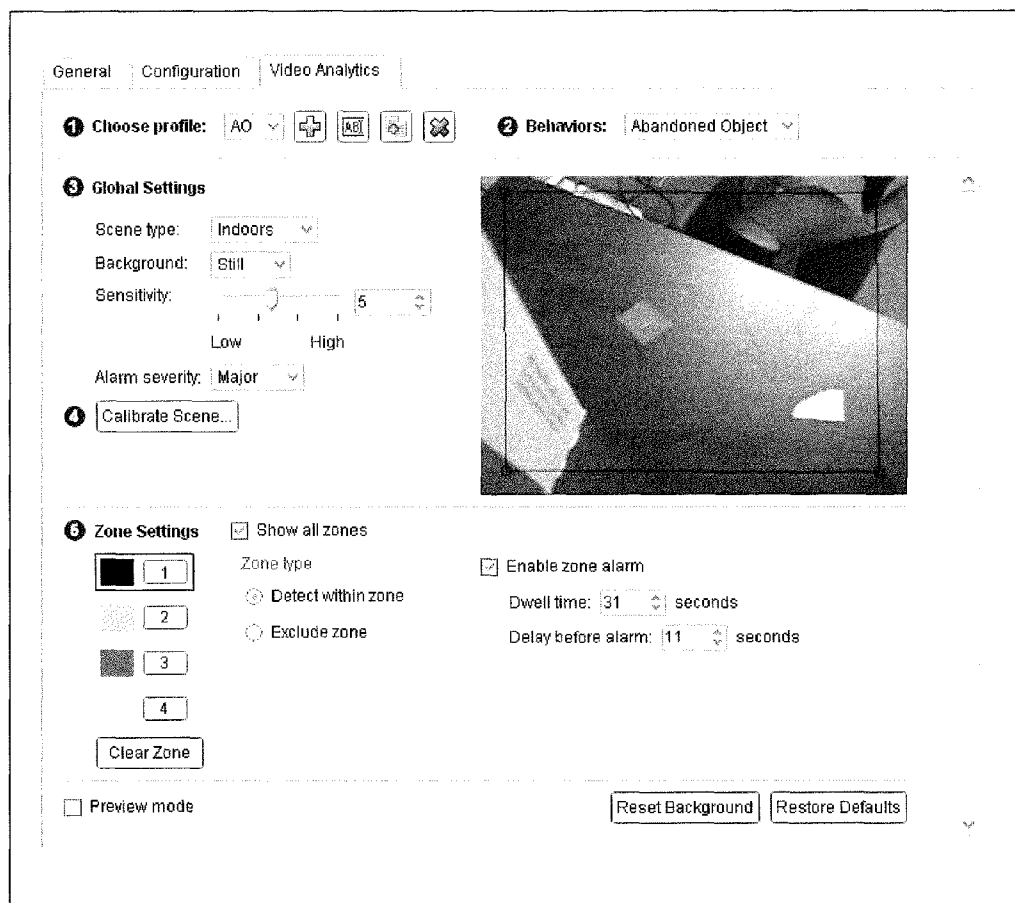 General Configuration Video Analytics
1 Choose profile: AO AB 2 Behaviors: Abandoned Object
3 Global Settings
Scene type: Indoors
Background: Still
Sensitivity: 5
Low High
Alarm severity: Major
4 Calibrate Scene...
5 Zone Settings Show all zones
1 Zone type Enable zone alarm
Detect within zone Dwell time: 31 seconds
2 Exclude zone Delay before alarm: 11 seconds
3
4
Clear Zone
Preview mode Reset Background Restore Defaults